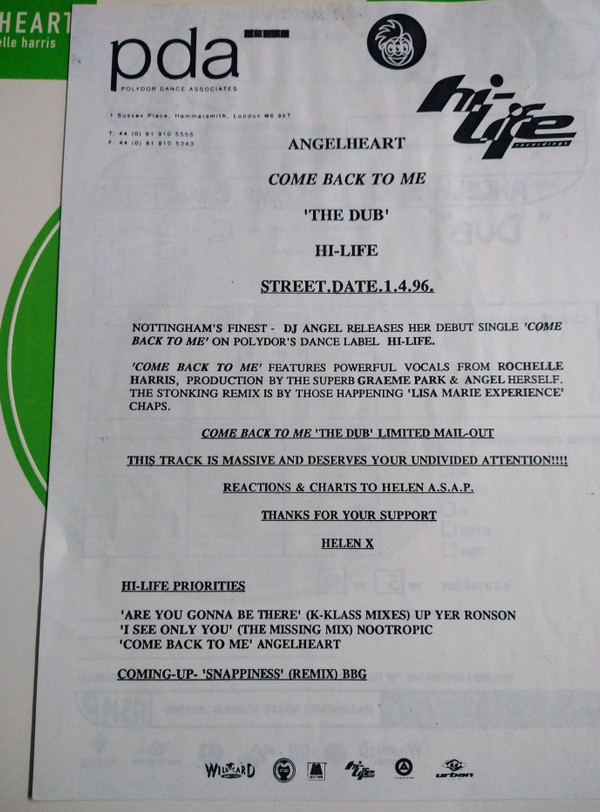 HEART
elle harris
pda
POLYDOR DANCE ASSOCIATES
1 Sussex Place, Hammersmith, London W6 9XT
T: 44 (0) 81 910 5555
F: 44 (0) 81 910 5343
hi-Life
recordings
ANGELHEART
COME BACK TO ME
'THE DUB'
HI-LIFE
STREET.DATE.1.4.96.
NOTTINGHAM'S FINEST - DJ ANGEL RELEASES HER DEBUT SINGLE 'COME
BACK TO ME' ON POLYDOR'S DANCE LABEL HI-LIFE.
'COME BACK TO ME' FEATURES POWERFUL VOCALS FROM ROCHELLE
HARRIS, PRODUCTION BY THE SUPERB GRAEME PARK & ANGEL HERSELF.
THE STONKING REMIX IS BY THOSE HAPPENING 'LISA MARIE EXPERIENCE'
CHAPS.
COME BACK TO ME 'THE DUB' LIMITED MAIL-OUT
THIS TRACK IS MASSIVE AND DESERVES YOUR UNDIVIDED ATTENTION!!!!
REACTIONS & CHARTS TO HELEN A.S.A.P.
THANKS FOR YOUR SUPPORT
HELEN X
HI-LIFE PRIORITIES
'ARE YOU GONNA BE THERE' (K-KLASS MIXES) UP YER RONSON
'I SEE ONLY YOU' (THE MISSING MIX) NOOTROPIC
'COME BACK TO ME' ANGELHEART
COMING-UP- 'SNAPPINESS' (REMIX) BBG
WILDCARD
hi-Life
urban